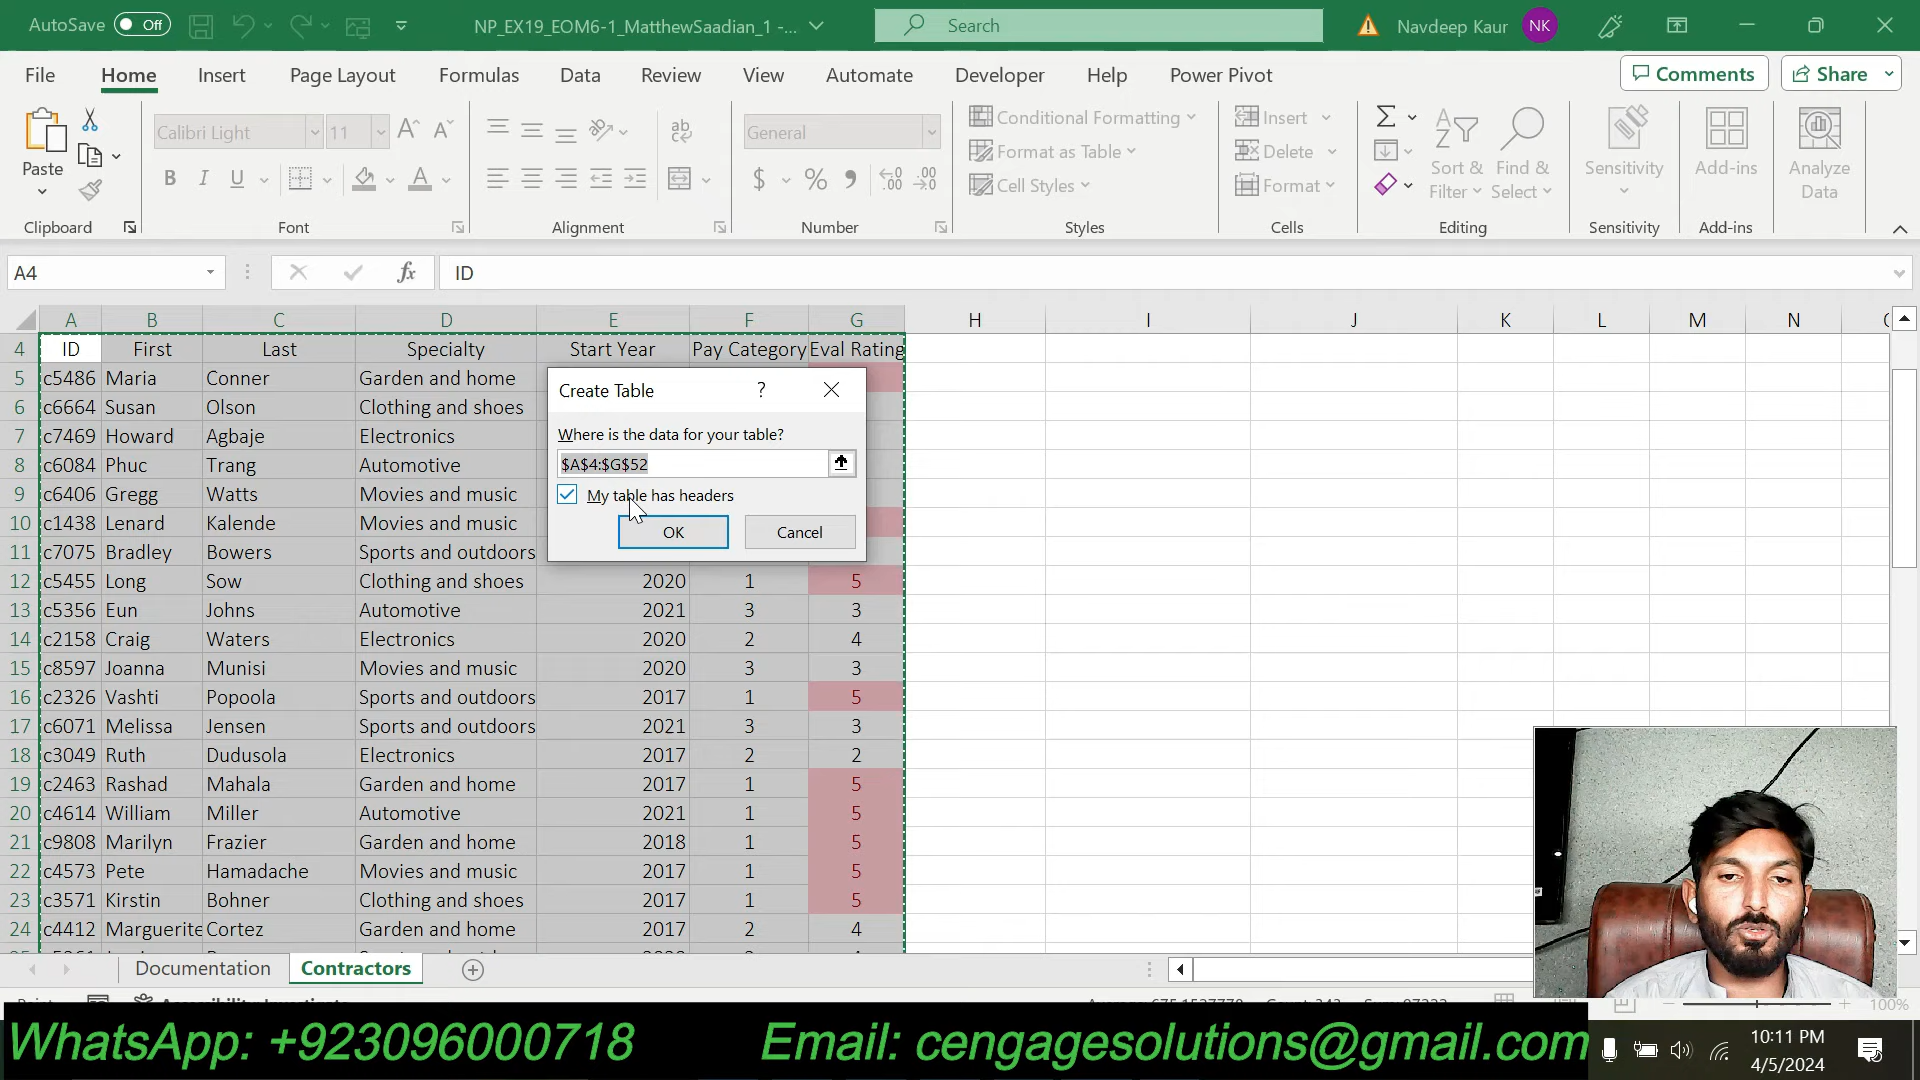 AutoSave Off NP_EX19_EOM6-1_MatthewSaadian_1 -... Search Navdeep Kaur NK
File Home Insert Page Layout Formulas Data Review View Automate Developer Help Power Pivot Comments Share
Paste Calibri Light 11 General Conditional Formatting Format as Table Cell Styles Insert Delete Format Sort & Filter Find & Select Sensitivity Add-ins Analyze Data
Clipboard Font Alignment Number Styles Cells Editing Sensitivity Add-ins
A4 fx ID
A B C D E F G H I J K L M N
4 ID First Last Specialty Start Year Pay Category Eval Rating
5 c5486 Maria Conner Garden and home
6 c6664 Susan Olson Clothing and shoes
7 c7469 Howard Agbaje Electronics
8 c6084 Phuc Trang Automotive
9 c6406 Gregg Watts Movies and music
10 c1438 Lenard Kalende Movies and music
11 c7075 Bradley Bowers Sports and outdoors
12 c5455 Long Sow Clothing and shoes 2020 1 5
13 c5356 Eun Johns Automotive 2021 3 3
14 c2158 Craig Waters Electronics 2020 2 4
15 c8597 Joanna Munisi Movies and music 2020 3 3
16 c2326 Vashti Popoola Sports and outdoors 2017 1 5
17 c6071 Melissa Jensen Sports and outdoors 2021 3 3
18 c3049 Ruth Dudusola Electronics 2017 2 2
19 c2463 Rashad Mahala Garden and home 2017 1 5
20 c4614 William Miller Automotive 2021 1 5
21 c9808 Marilyn Frazier Garden and home 2018 1 5
22 c4573 Pete Hamadache Movies and music 2017 1 5
23 c3571 Kirstin Bohner Clothing and shoes 2017 1 5
24 c4412 Marguerite Cortez Garden and home 2017 2 4
Create Table ?
Where is the data for your table?
$A$4:$G$52
My table has headers
OK Cancel
Documentation Contractors
100%
WhatsApp: +923096000718 Email: cengagesolutions@gmail.com
10:11 PM
4/5/2024